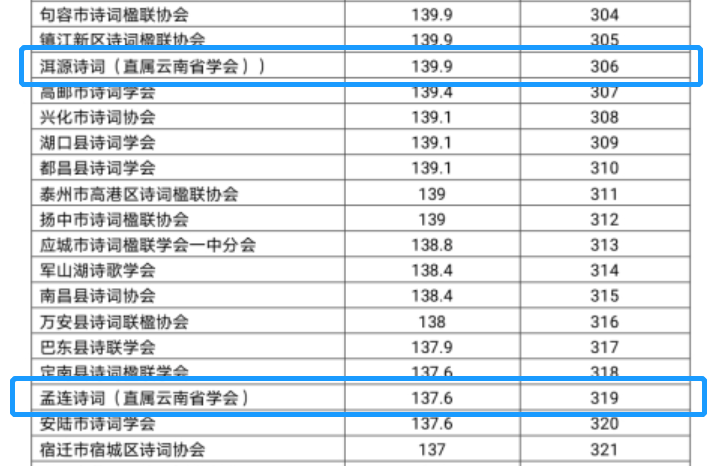 句容市诗词楹联协会 139.9 304
镇江新区诗词楹联协会 139.9 305
洱源诗词（直属云南省学会）） 139.9 306
高邮市诗词学会 139.4 307
兴化市诗词协会 139.1 308
湖口县诗词学会 139.1 309
都昌县诗词学会 139.1 310
泰州市高港区诗词楹联协会 139 311
扬中市诗词楹联协会 139 312
应城市诗词楹联学会一中分会 138.8 313
军山湖诗歌学会 138.4 314
南昌县诗词协会 138.4 315
万安县诗词联楹协会 138 316
巴东县诗联学会 137.9 317
定南县诗词楹联学会 137.6 318
孟连诗词（直属云南省学会） 137.6 319
安陆市诗词学会 137.6 320
宿迁市宿城区诗词协会 137 321